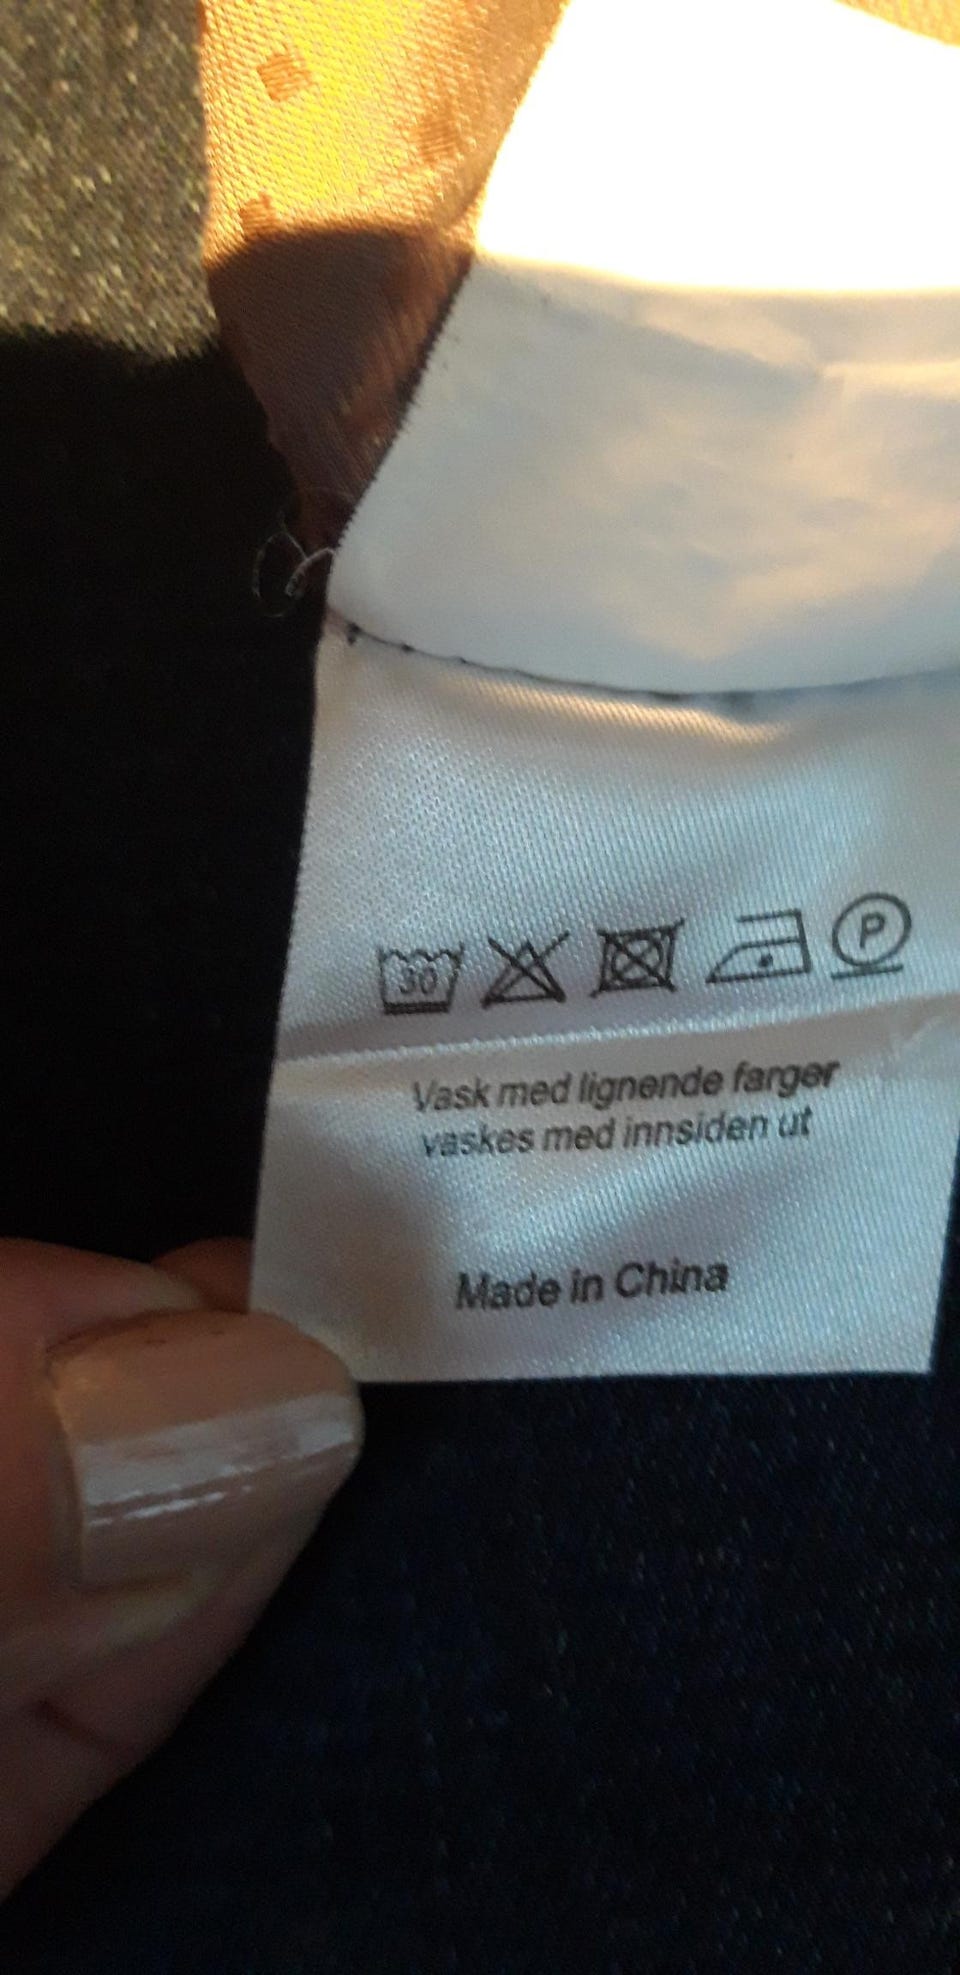 30 P
Vask med lignende farger
vaskes med innsiden ut
Made in China